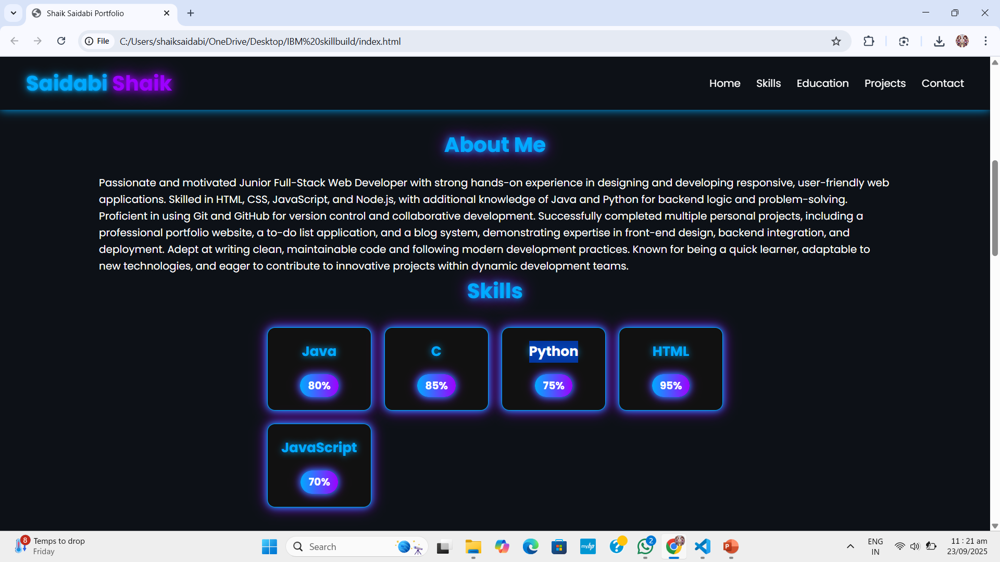 Shaik Saidabi Portfolio
File
C:/Users/shaiksaidabi/OneDrive/Desktop/IBM%20skillbuild/index.html
Saidabi Shaik
Home Skills Education Projects Contact
About Me
Passionate and motivated Junior Full-Stack Web Developer with strong hands-on experience in designing and developing responsive, user-friendly web
applications. Skilled in HTML, CSS, JavaScript, and Node.js, with additional knowledge of Java and Python for backend logic and problem-solving.
Proficient in using Git and GitHub for version control and collaborative development. Successfully completed multiple personal projects, including a
professional portfolio website, a to-do list application, and a blog system, demonstrating expertise in front-end design, backend integration, and
deployment. Adept at writing clean, maintainable code and following modern development practices. Known for being a quick learner, adaptable to
new technologies, and eager to contribute to innovative projects within dynamic development teams.
Skills
Java C Python HTML
80% 85% 75% 95%
JavaScript
70%
8
Temps to drop
Friday
Search
myhp
2
P
ENG
IN
11 : 21 am
23/09/2025